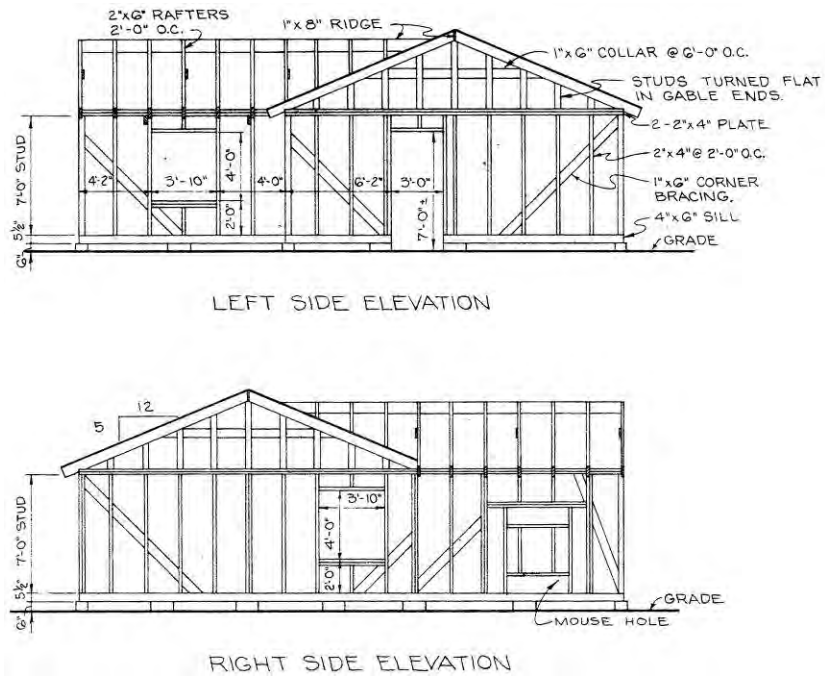 2"x6" RAFTERS
2'-0" O.C.
1"x8" RIDGE
1"x6" COLLAR @ 6'-0" O.C.
STUDS TURNED FLAT
IN GABLE ENDS.
2-2"x4" PLATE
2"x4"@ 2'-0" O.C.
1"x6" CORNER
BRACING.
4"x6" SILL
GRADE
7'-0" STUD
5½"
6"
4'-2"
3'-10"
4'-0"
2'-0"
4'-0"
6'-2"
3'-0"
7'-0"±
LEFT SIDE ELEVATION
12
5
7'-0" STUD
5½"
6"
3'-10"
4'-0"
2'-0"
GRADE
MOUSE HOLE
RIGHT SIDE ELEVATION